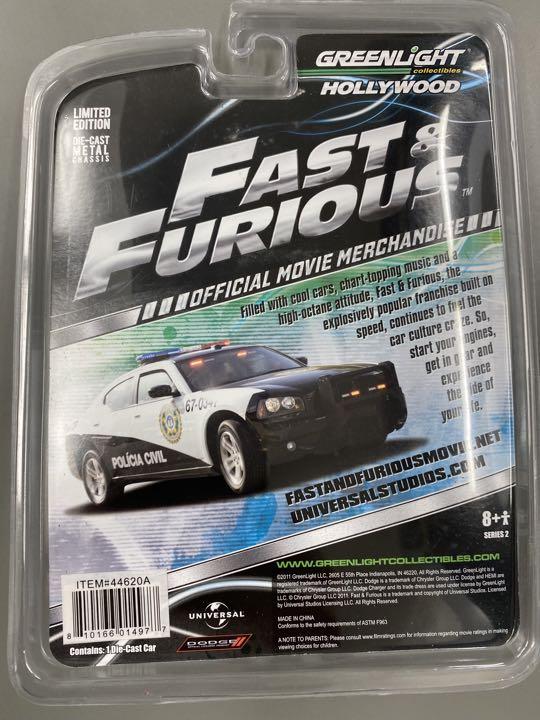 GREENLIGHT
collectibles
HOLLYWOOD
LIMITED
EDITION
DIE-CAST
METAL
CHASSIS
FAST &
FURIOUS™
OFFICIAL MOVIE MERCHANDISE
Filled with cool cars, chart-topping music and a
high-octane attitude, Fast & Furious, the
explosively popular franchise built on
speed, continues to fuel the
car culture craze. So,
start your engines,
get in gear and
experience
the ride of
your life.
67-0347
POLÍCIA CIVIL
FASTANDFURIOUSMOVIE.NET
UNIVERSALSTUDIOS.COM
8+
SERIES 2
WWW.GREENLIGHTCOLLECTIBLES.COM
©2011 GreenLight LLC. 2605 E 55th Place Indianapolis, IN 46220, All Rights Reserved. GreenLight is a
registered trademark of GreenLight LLC. Dodge is a trademark of Chrysler Group LLC. Dodge and HEMI are
trademarks of Chrysler Group LLC. Dodge Charger and its trade dress are used under license by GreenLight
LLC. © Chrysler Group LLC 2011. Fast & Furious is a trademark and copyright of Universal Studios. Licensed
by Universal Studios Licensing LLC. All Rights Reserved.
MADE IN CHINA
Conforms to the safety requirements of ASTM F963
A NOTE TO PARENTS: Please consult www.filmratings.com for information regarding movie ratings in making
viewing choices for children.
ITEM#44620A
8 10166 01497 7
Contains: 1 Die-Cast Car
UNIVERSAL
DODGE